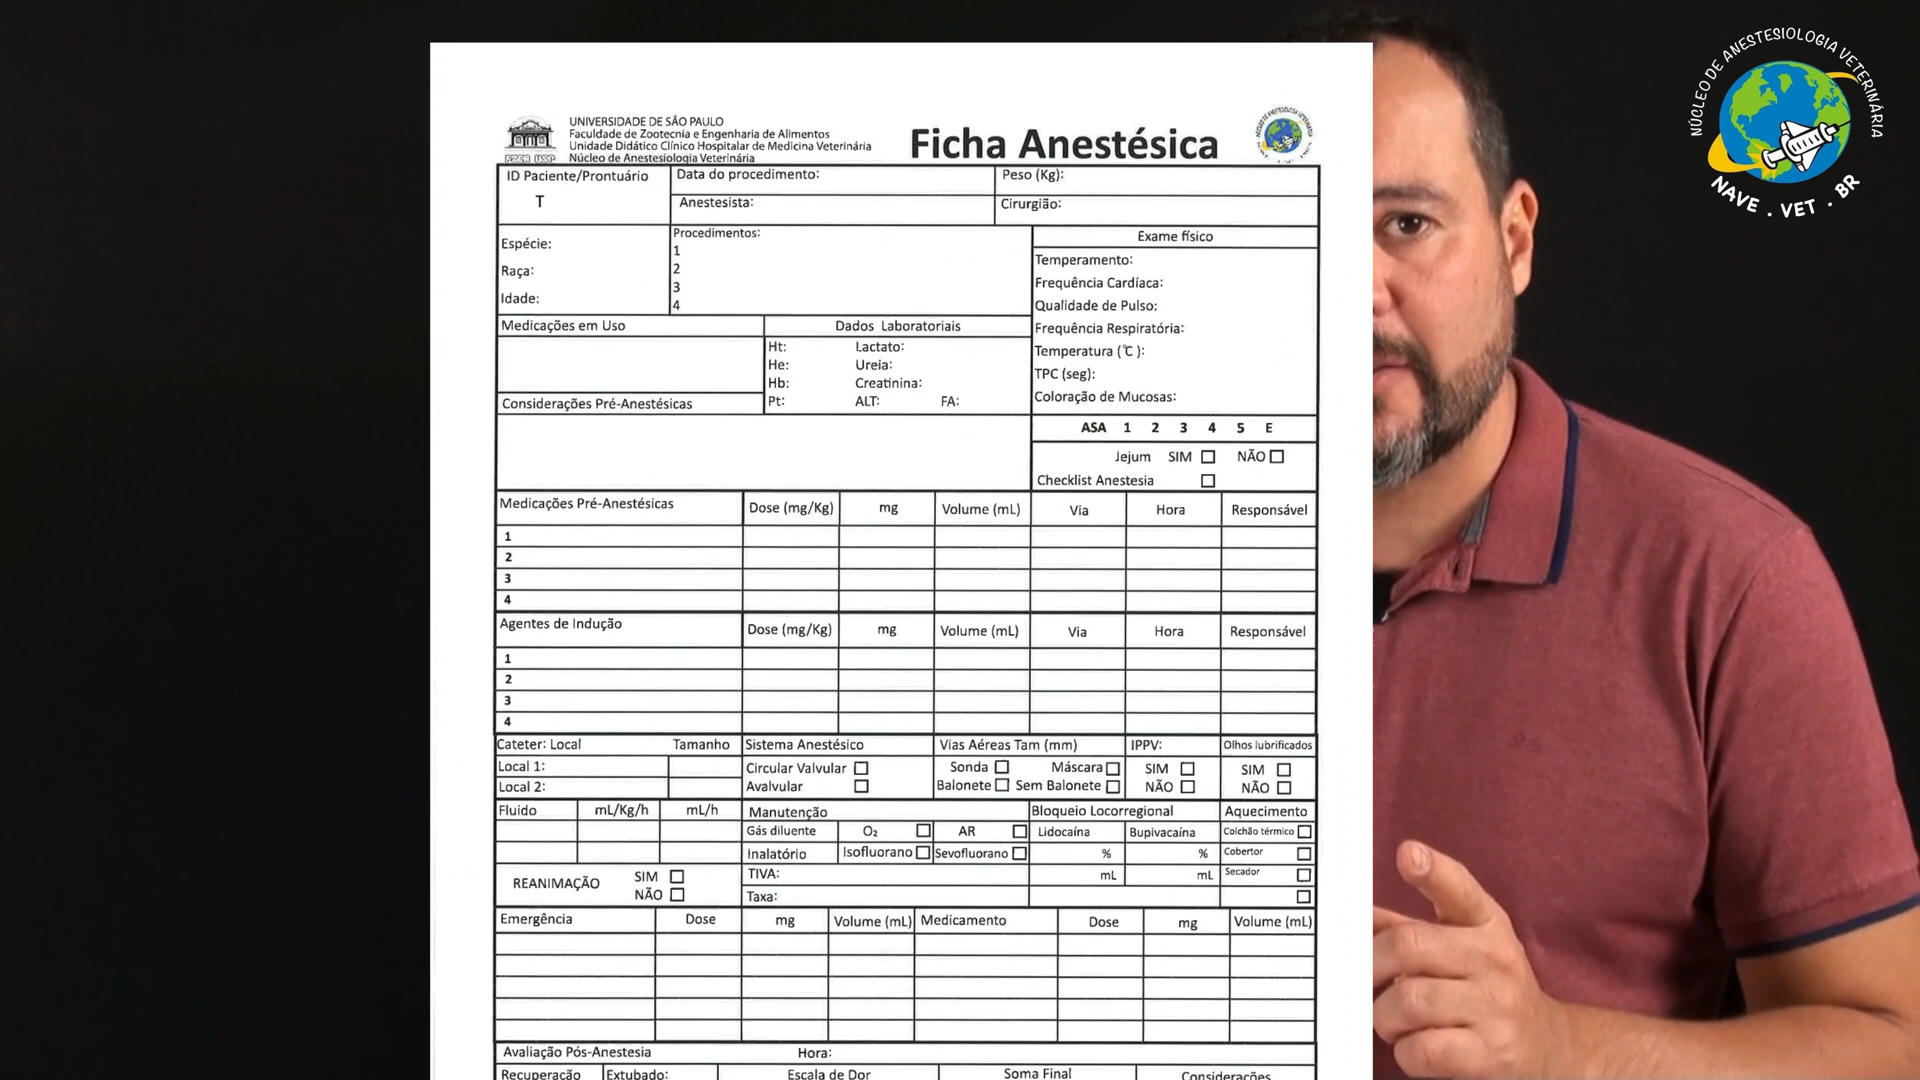 UNIVERSIDADE DE SÃO PAULO
Faculdade de Zootecnia e Engenharia de Alimentos
Unidade Didático Clínico Hospitalar de Medicina Veterinária
Núcleo de Anestesiologia Veterinária
Ficha Anestésica
NÚCLEO DE ANESTESIOLOGIA VETERINÁRIA
NAVE . VET . BR
ID Paciente/Prontuário Data do procedimento: Peso (Kg):
T Anestesista: Cirurgião:
Espécie:
Raça:
Idade:
Procedimentos:
1
2
3
4
Exame físico
Temperamento:
Frequência Cardíaca:
Qualidade de Pulso:
Frequência Respiratória:
Temperatura (℃ ):
TPC (seg):
Coloração de Mucosas:
Medicações em Uso
Dados Laboratoriais
Ht: Lactato:
He: Ureia:
Hb: Creatinina:
Pt: ALT: FA:
Considerações Pré-Anestésicas
ASA 1 2 3 4 5 E
Jejum SIM NÃO
Checklist Anestesia
Medicações Pré-Anestésicas Dose (mg/Kg) mg Volume (mL) Via Hora Responsável
1
2
3
4
Agentes de Indução Dose (mg/Kg) mg Volume (mL) Via Hora Responsável
1
2
3
4
Cateter: Local Tamanho Sistema Anestésico Vias Aéreas Tam (mm) IPPV: Olhos lubrificados
Local 1: Circular Valvular Sonda Máscara SIM SIM
Local 2: Avalvular Balonete Sem Balonete NÃO NÃO
Fluido mL/Kg/h mL/h Manutenção Bloqueio Locorregional Aquecimento
Gás diluente O₂ AR Lidocaína Bupivacaína Colchão térmico
Inalatório Isofluorano Sevofluorano % % Cobertor
REANIMAÇÃO SIM TIVA: mL mL Secador
NÃO Taxa:
Emergência Dose mg Volume (mL) Medicamento Dose mg Volume (mL)
Avaliação Pós-Anestesia Hora:
Recuperação Extubado: Escala de Dor Soma Final Considerações